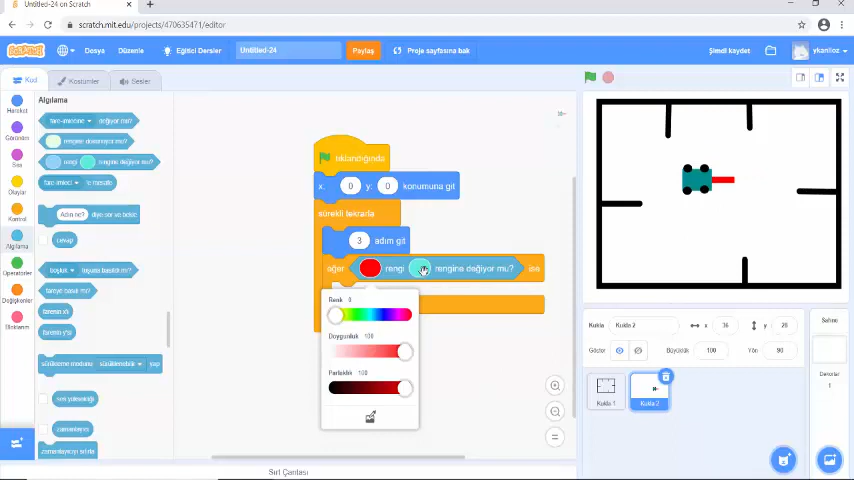 Untitled-24 on Scratch
scratch.mit.edu/projects/470635471/editor
SCRATCH Dosya Düzenle Eğitici Dersler Untitled-24 Paylaş Proje sayfasına bak Şimdi kaydet ykaniloz
Kod Kostümler Sesler
Hareket
Görünüm
Ses
Olaylar
Kontrol
Algılama
Operatörler
Değişkenler
Bloklarım
Algılama
fare-imlecine değiyor mu?
rengine dokunuyor mu?
rengi rengine değiyor mu?
fare-imleci 'e mesafe
Adın ne? diye sor ve bekle
cevap
boşluk tuşuna basıldı mı?
fareye basılı mı?
farenin x'i
farenin y'si
sürükleme modunu sürüklenebilir yap
ses yüksekliği
zamanlayıcı
zamanlayıcıyı sıfırla
tıklandığında
x: 0 y: 0 konumuna git
sürekli tekrarla
3 adım git
eğer rengi rengine değiyor mu? ise
Renk 0
Doygunluk 100
Parlaklık 100
Sırt Çantası
Kukla Kukla 2 x 36 y 28
Göster Büyüklük 100 Yön 90
Kukla 1
Kukla 2
Sahne
Dekorlar
1